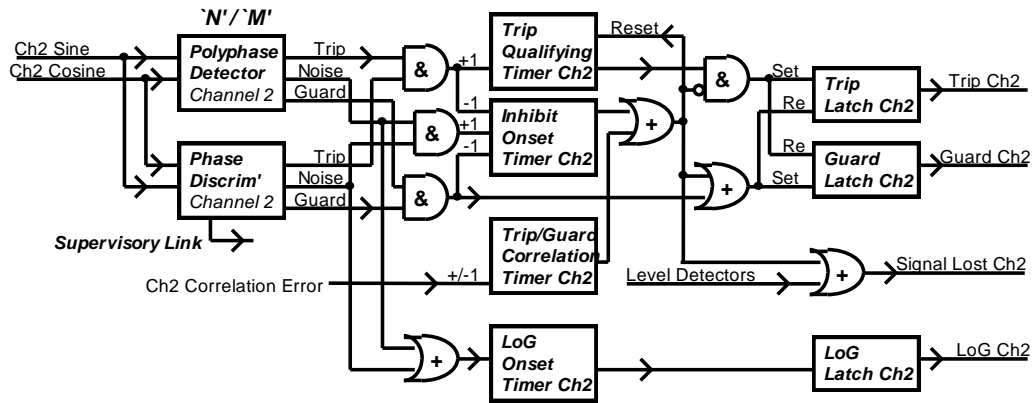 `N'/`M'
Ch2 Sine
Ch2 Cosine
Polyphase
Detector
Channel 2
Trip
Noise
Guard
Phase
Discrim'
Channel 2
Trip
Noise
Guard
Supervisory Link
Ch2 Correlation Error
+/-1
&
&
&
+1
-1
+1
-1
Trip
Qualifying
Timer Ch2
Reset
Inhibit
Onset
Timer Ch2
Trip/Guard
Correlation
Timer Ch2
+
&
+
Set
Re
Re
Set
Trip
Latch Ch2
Trip Ch2
Guard
Latch Ch2
Guard Ch2
Level Detectors
+
Signal Lost Ch2
+
LoG
Onset
Timer Ch2
LoG
Latch Ch2
LoG Ch2